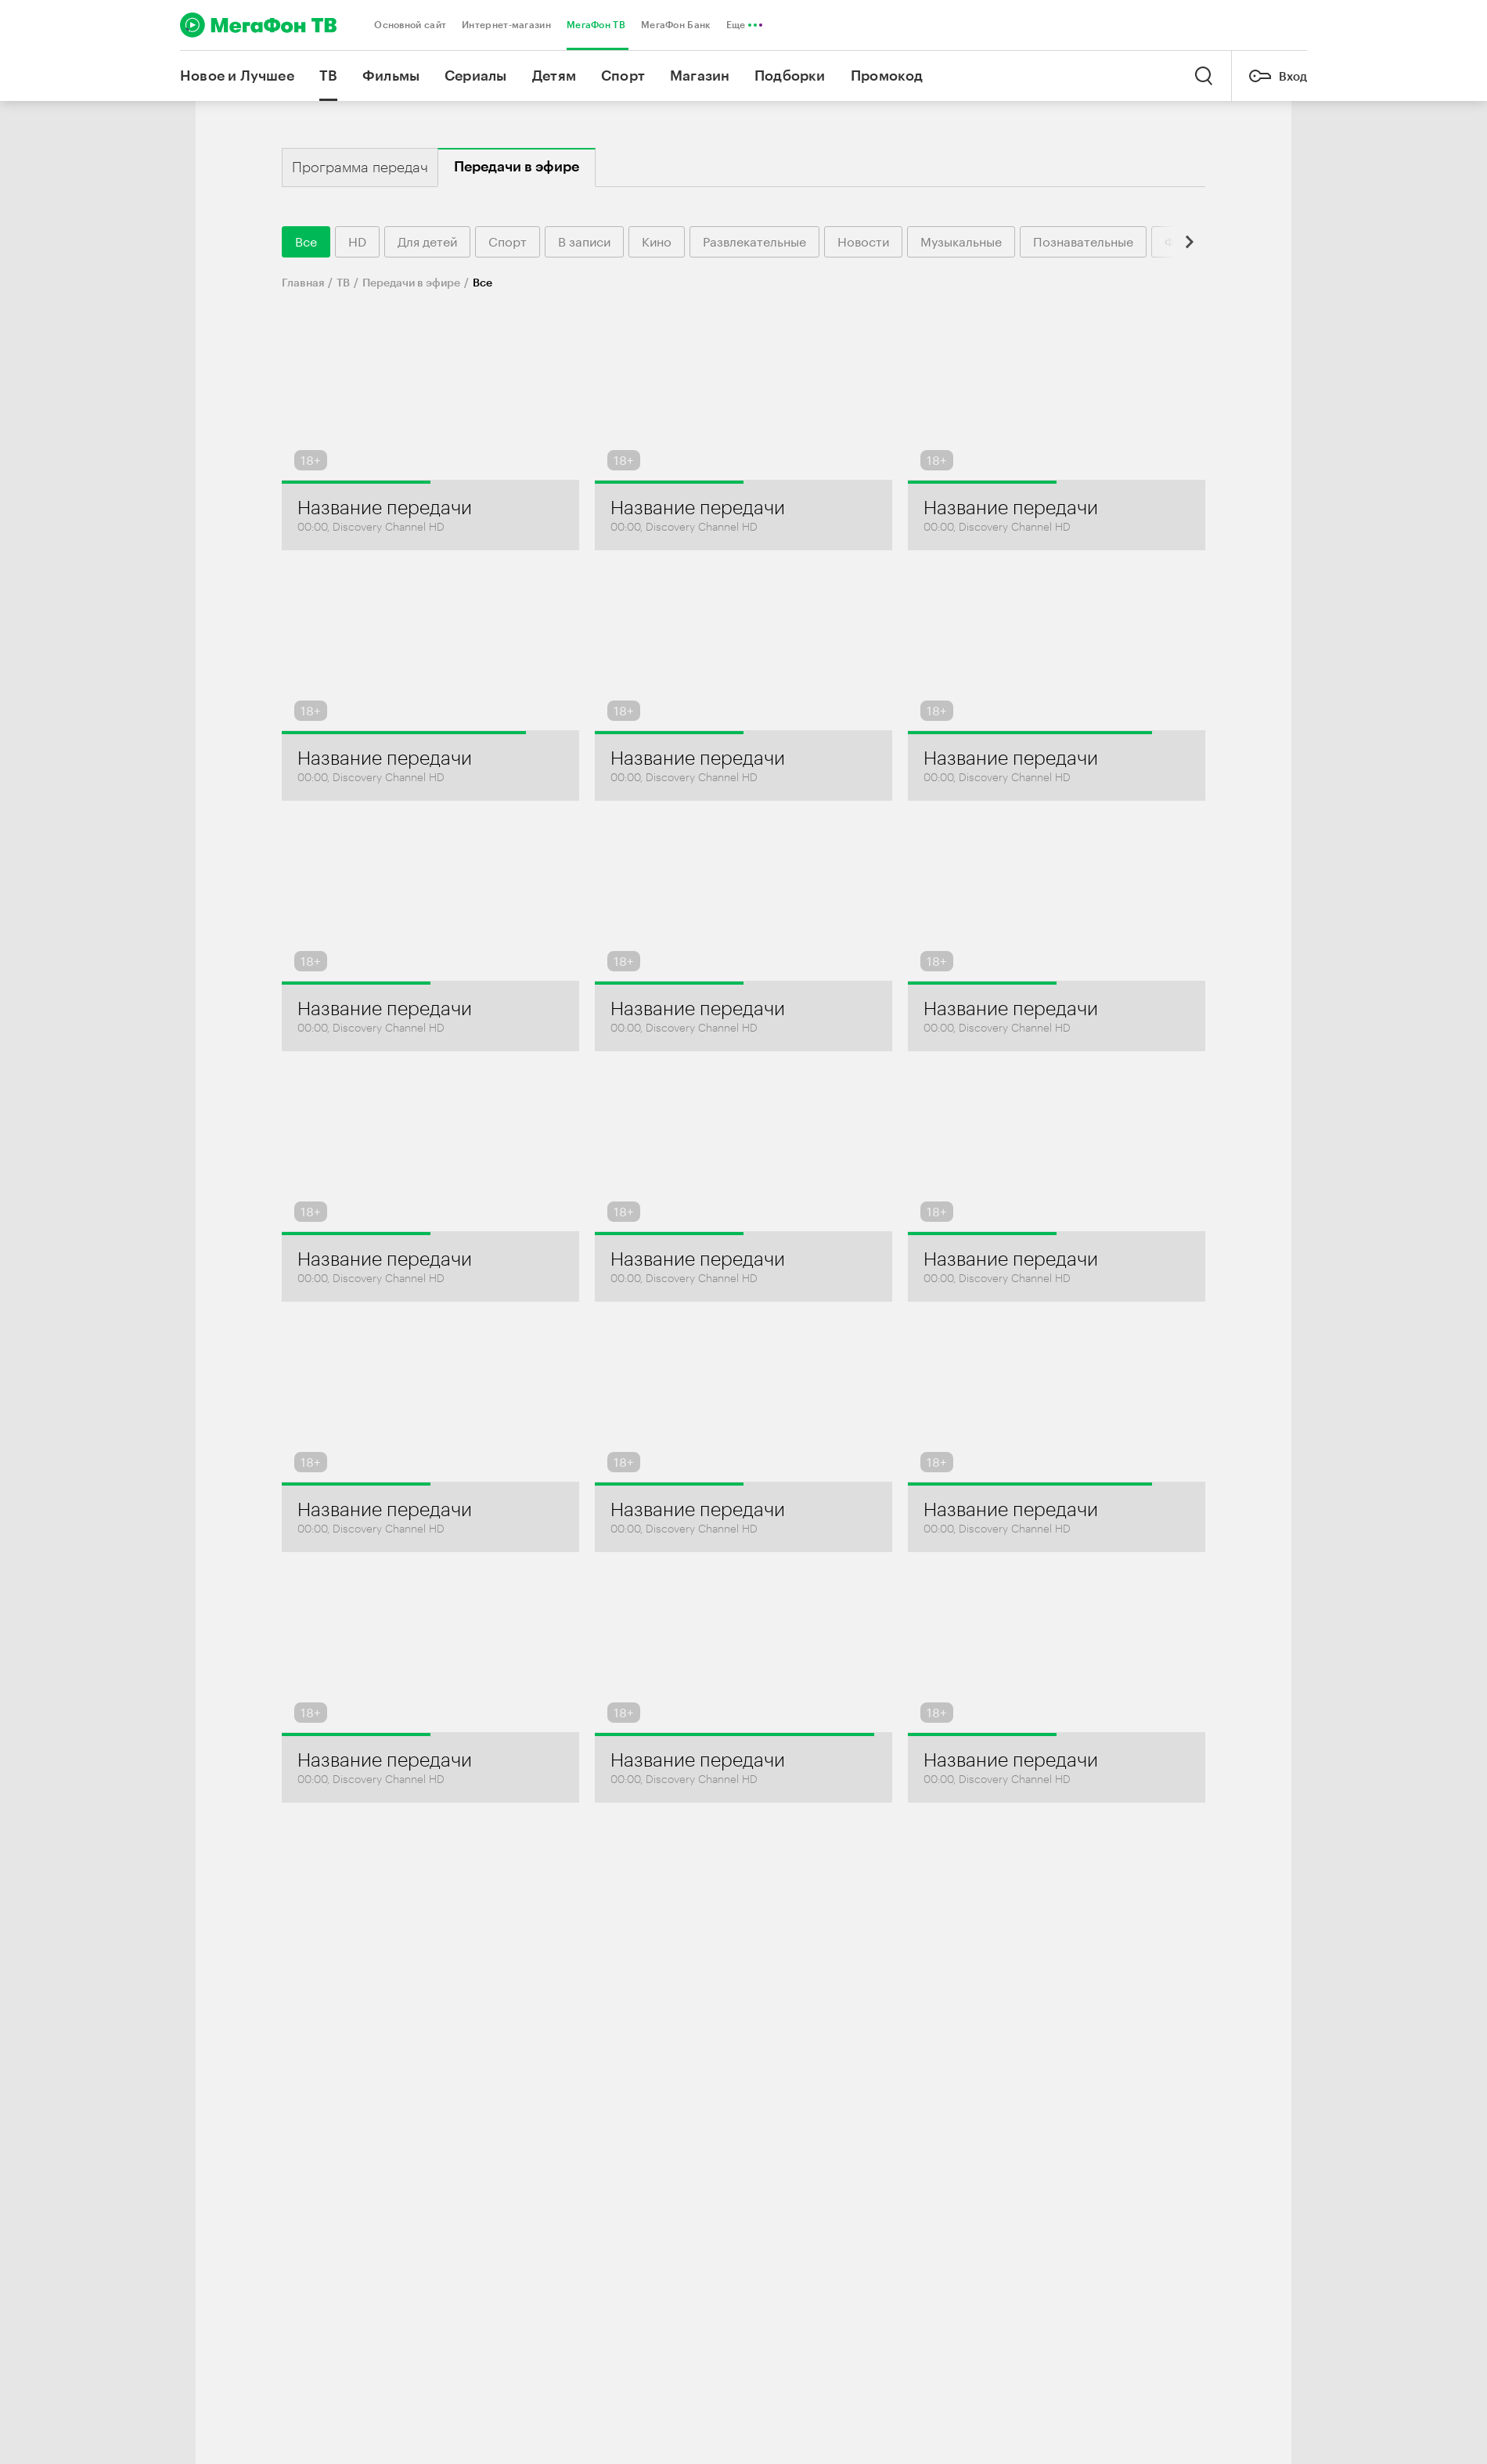 МегаФон ТВ
Основной сайт Интернет-магазин МегаФон ТВ МегаФон Банк Еще
Новое и Лучшее ТВ Фильмы Сериалы Детям Спорт Магазин Подборки Промокод Вход
Программа передач Передачи в эфире
Все HD Для детей Спорт В записи Кино Развлекательные Новости Музыкальные Познавательные
Главная / ТВ / Передачи в эфире / Все
18+ 18+ 18+
Название передачи Название передачи Название передачи
00:00, Discovery Channel HD 00:00, Discovery Channel HD 00:00, Discovery Channel HD
18+ 18+ 18+
Название передачи Название передачи Название передачи
00:00, Discovery Channel HD 00:00, Discovery Channel HD 00:00, Discovery Channel HD
18+ 18+ 18+
Название передачи Название передачи Название передачи
00:00, Discovery Channel HD 00:00, Discovery Channel HD 00:00, Discovery Channel HD
18+ 18+ 18+
Название передачи Название передачи Название передачи
00:00, Discovery Channel HD 00:00, Discovery Channel HD 00:00, Discovery Channel HD
18+ 18+ 18+
Название передачи Название передачи Название передачи
00:00, Discovery Channel HD 00:00, Discovery Channel HD 00:00, Discovery Channel HD
18+ 18+ 18+
Название передачи Название передачи Название передачи
00:00, Discovery Channel HD 00:00, Discovery Channel HD 00:00, Discovery Channel HD